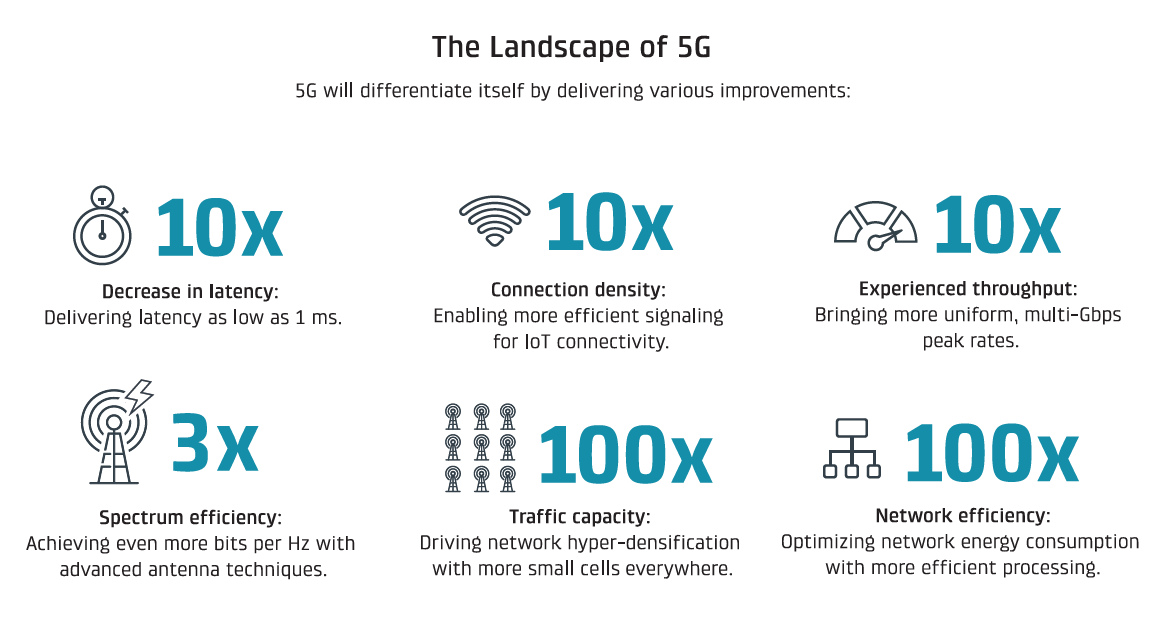 The Landscape of 5G
5G will differentiate itself by delivering various improvements:
10x
Decrease in latency:
Delivering latency as low as 1 ms.
10x
Connection density:
Enabling more efficient signaling
for IoT connectivity.
10x
Experienced throughput:
Bringing more uniform, multi-Gbps
peak rates.
3x
Spectrum efficiency:
Achieving even more bits per Hz with
advanced antenna techniques.
100x
Traffic capacity:
Driving network hyper-densification
with more small cells everywhere.
100x
Network efficiency:
Optimizing network energy consumption
with more efficient processing.